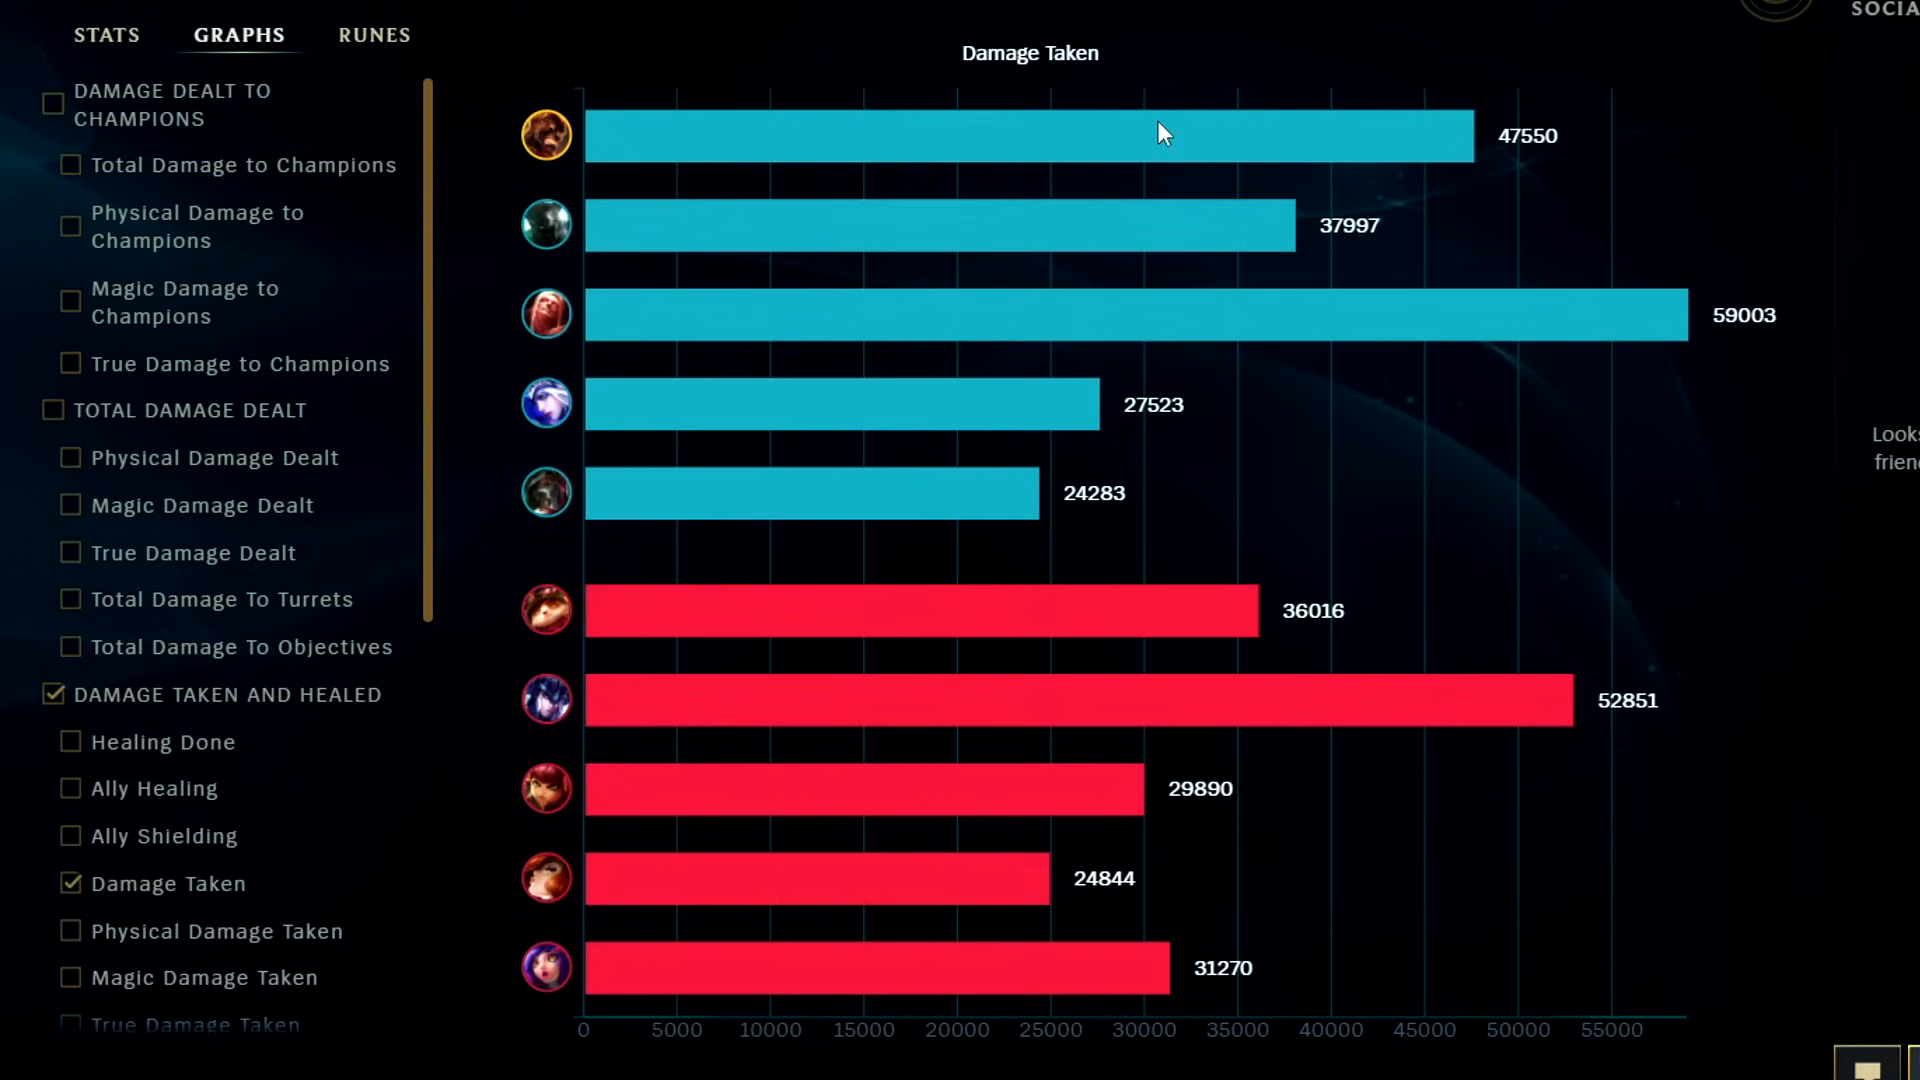 STATS
GRAPHS
RUNES
SOCIA
DAMAGE DEALT TO
CHAMPIONS
Total Damage to Champions
Physical Damage to
Champions
Magic Damage to
Champions
True Damage to Champions
TOTAL DAMAGE DEALT
Physical Damage Dealt
Magic Damage Dealt
True Damage Dealt
Total Damage To Turrets
Total Damage To Objectives
DAMAGE TAKEN AND HEALED
Healing Done
Ally Healing
Ally Shielding
Damage Taken
Physical Damage Taken
Magic Damage Taken
True Damage Taken
Damage Taken
47550
37997
59003
27523
24283
36016
52851
29890
24844
31270
0 5000 10000 15000 20000 25000 30000 35000 40000 45000 50000 55000
Looks
frien